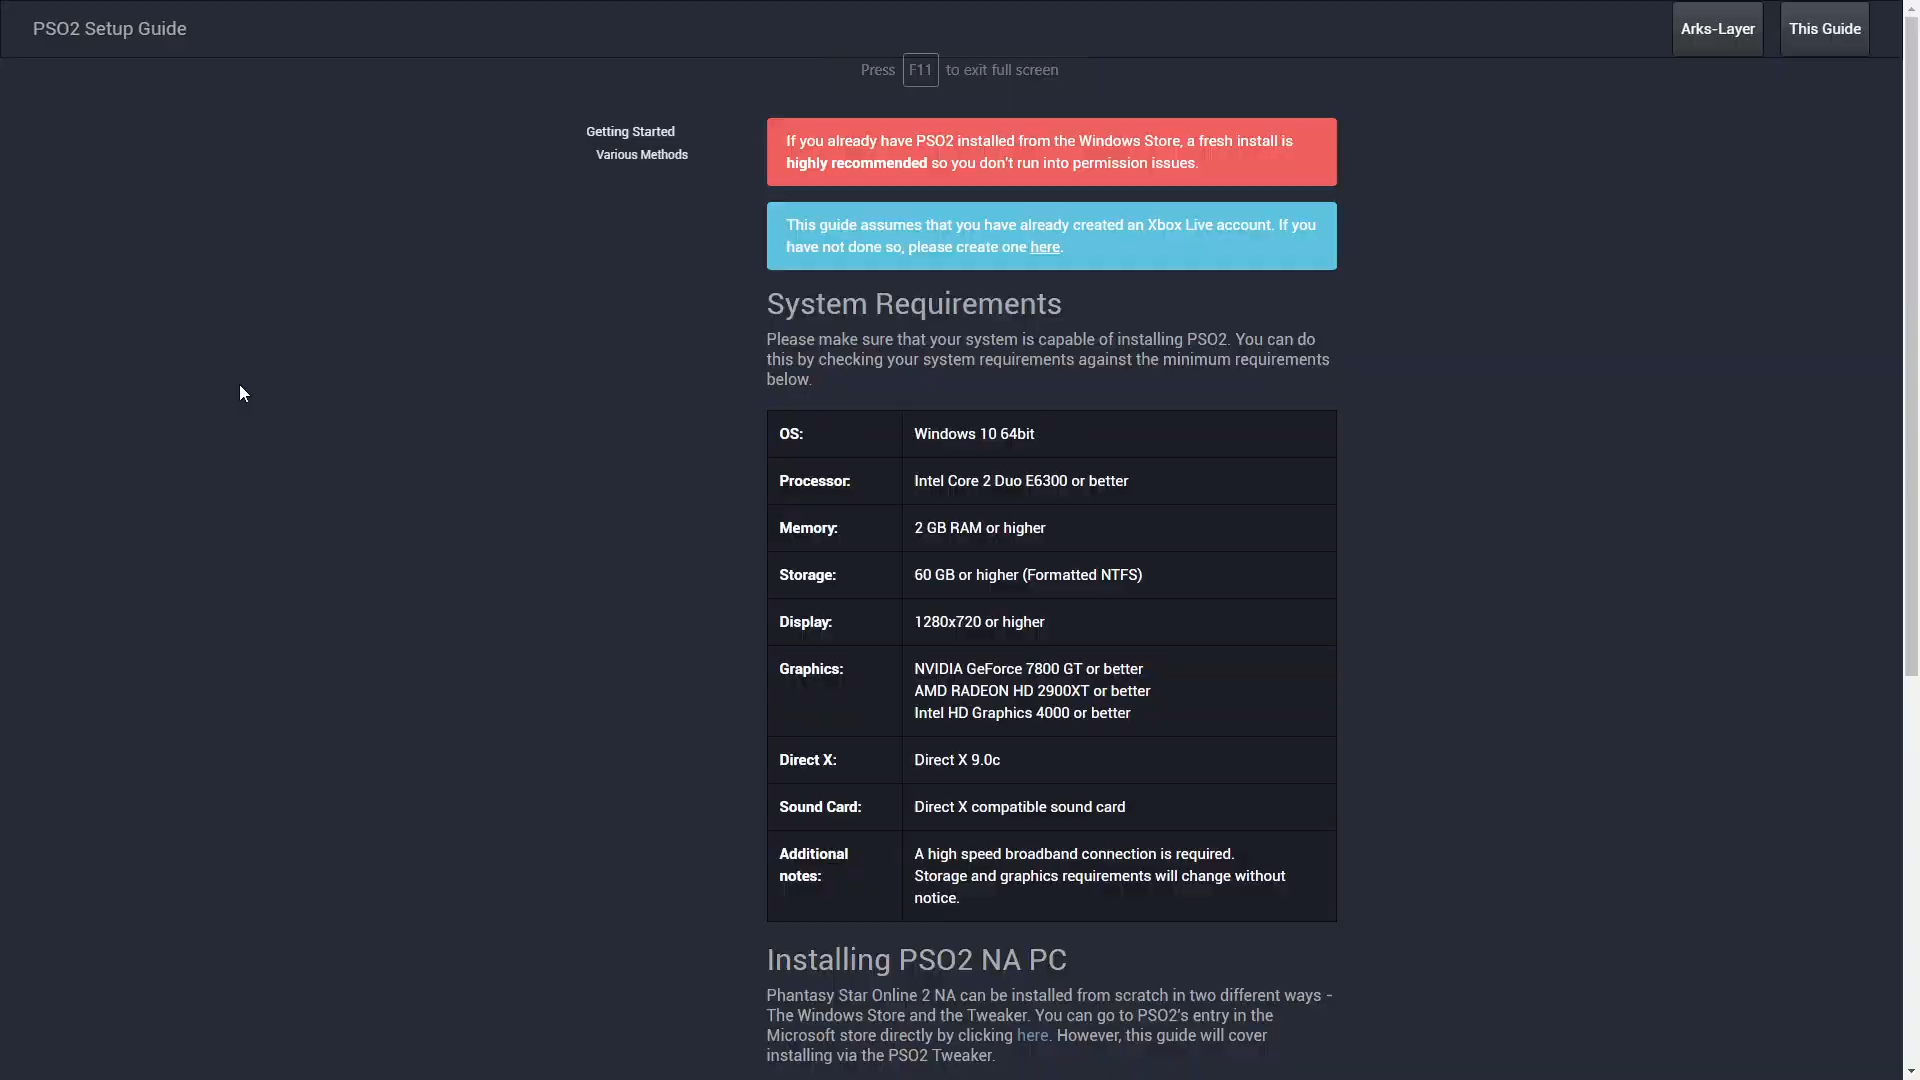 PSO2 Setup Guide
Arks-Layer
This Guide
Press F11 to exit full screen
Getting Started
Various Methods
If you already have PSO2 installed from the Windows Store, a fresh install is
highly recommended so you don't run into permission issues.
This guide assumes that you have already created an Xbox Live account. If you
have not done so, please create one here.
System Requirements
Please make sure that your system is capable of installing PSO2. You can do
this by checking your system requirements against the minimum requirements
below.
OS: Windows 10 64bit
Processor: Intel Core 2 Duo E6300 or better
Memory: 2 GB RAM or higher
Storage: 60 GB or higher (Formatted NTFS)
Display: 1280x720 or higher
Graphics: NVIDIA GeForce 7800 GT or better
AMD RADEON HD 2900XT or better
Intel HD Graphics 4000 or better
Direct X: Direct X 9.0c
Sound Card: Direct X compatible sound card
Additional notes: A high speed broadband connection is required.
Storage and graphics requirements will change without
notice.
Installing PSO2 NA PC
Phantasy Star Online 2 NA can be installed from scratch in two different ways -
The Windows Store and the Tweaker. You can go to PSO2's entry in the
Microsoft store directly by clicking here. However, this guide will cover
installing via the PSO2 Tweaker.